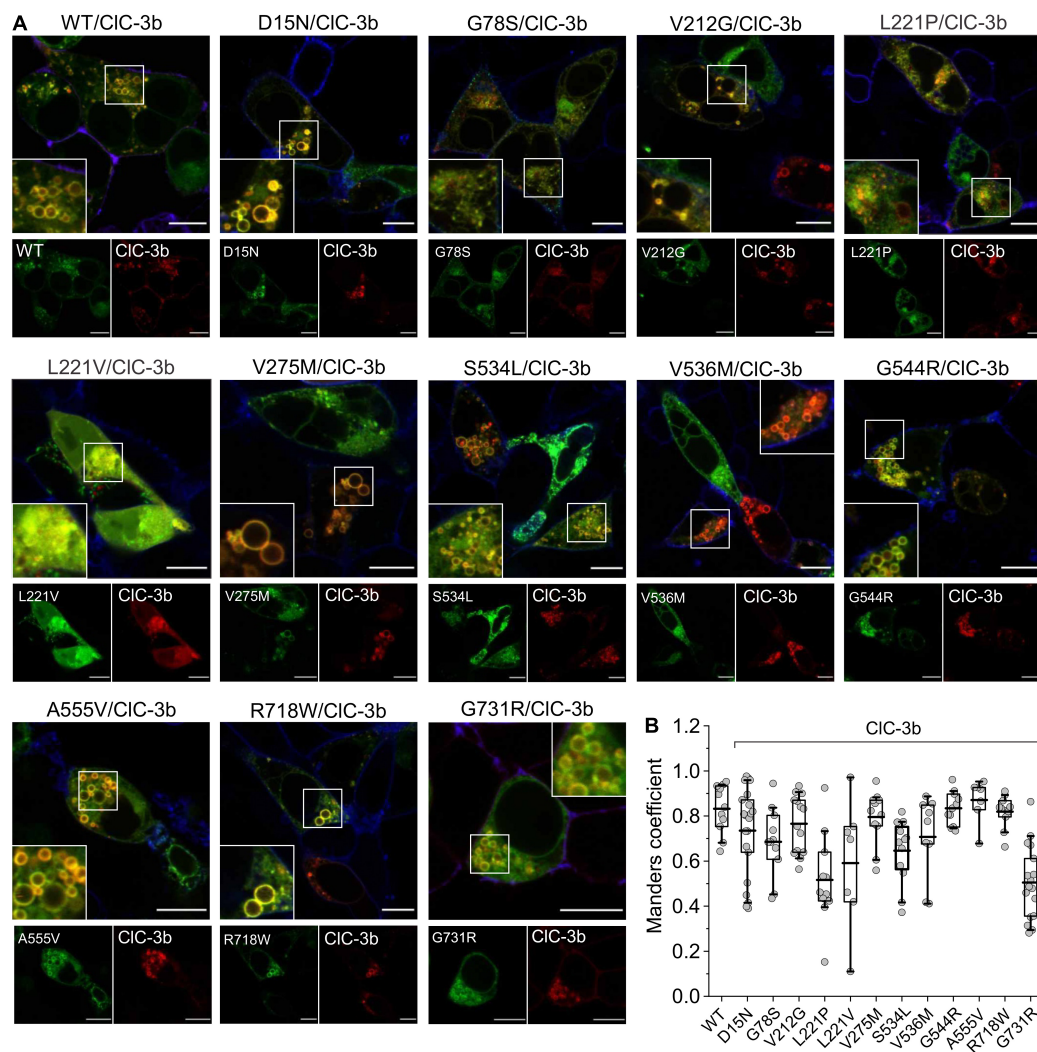 A
WT/ClC-3b
D15N/ClC-3b
G78S/ClC-3b
V212G/ClC-3b
L221P/ClC-3b
WT
ClC-3b
D15N
ClC-3b
G78S
ClC-3b
V212G
ClC-3b
L221P
ClC-3b
L221V/ClC-3b
V275M/ClC-3b
S534L/ClC-3b
V536M/ClC-3b
G544R/ClC-3b
L221V
ClC-3b
V275M
ClC-3b
S534L
ClC-3b
V536M
ClC-3b
G544R
ClC-3b
A555V/ClC-3b
R718W/ClC-3b
G731R/ClC-3b
A555V
ClC-3b
R718W
ClC-3b
G731R
ClC-3b
B
ClC-3b
Manders coefficient
1.2
1.0
0.8
0.6
0.4
0.2
0.0
WT
D15N
G78S
V212G
L221P
L221V
V275M
S534L
V536M
G544R
A555V
R718W
G731R